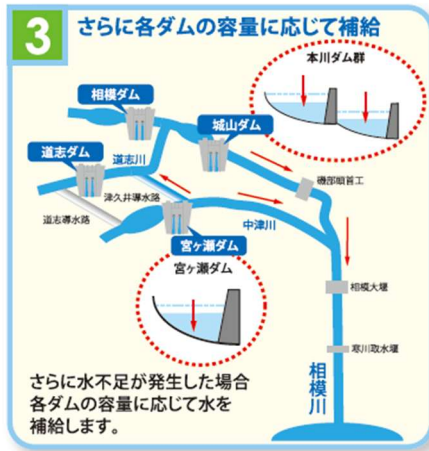 3
さらに各ダムの容量に応じて補給
本川ダム群
相模ダム
城山ダム
道志ダム
道志川
津久井導水路
磯部頭首工
道志導水路
中津川
宮ヶ瀬ダム
宮ヶ瀬ダム
相模大堰
寒川取水堰
相模川
さらに水不足が発生した場合
各ダムの容量に応じて水を
補給します。